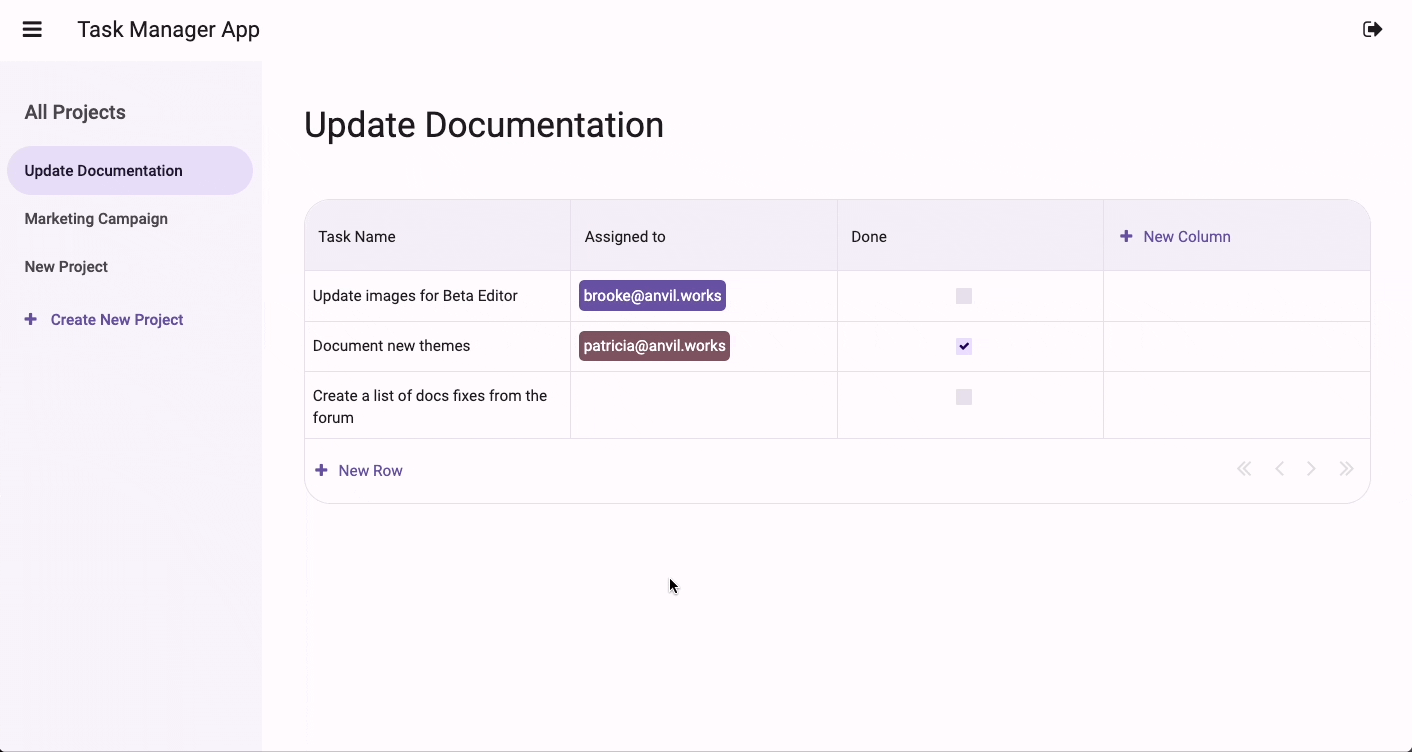 Task Manager App
All Projects
Update Documentation
Marketing Campaign
New Project
Create New Project
Update Documentation
Task Name
Assigned to
Done
New Column
Update images for Beta Editor
brooke@anvil.works
Document new themes
patricia@anvil.works
Create a list of docs fixes from the
forum
New Row